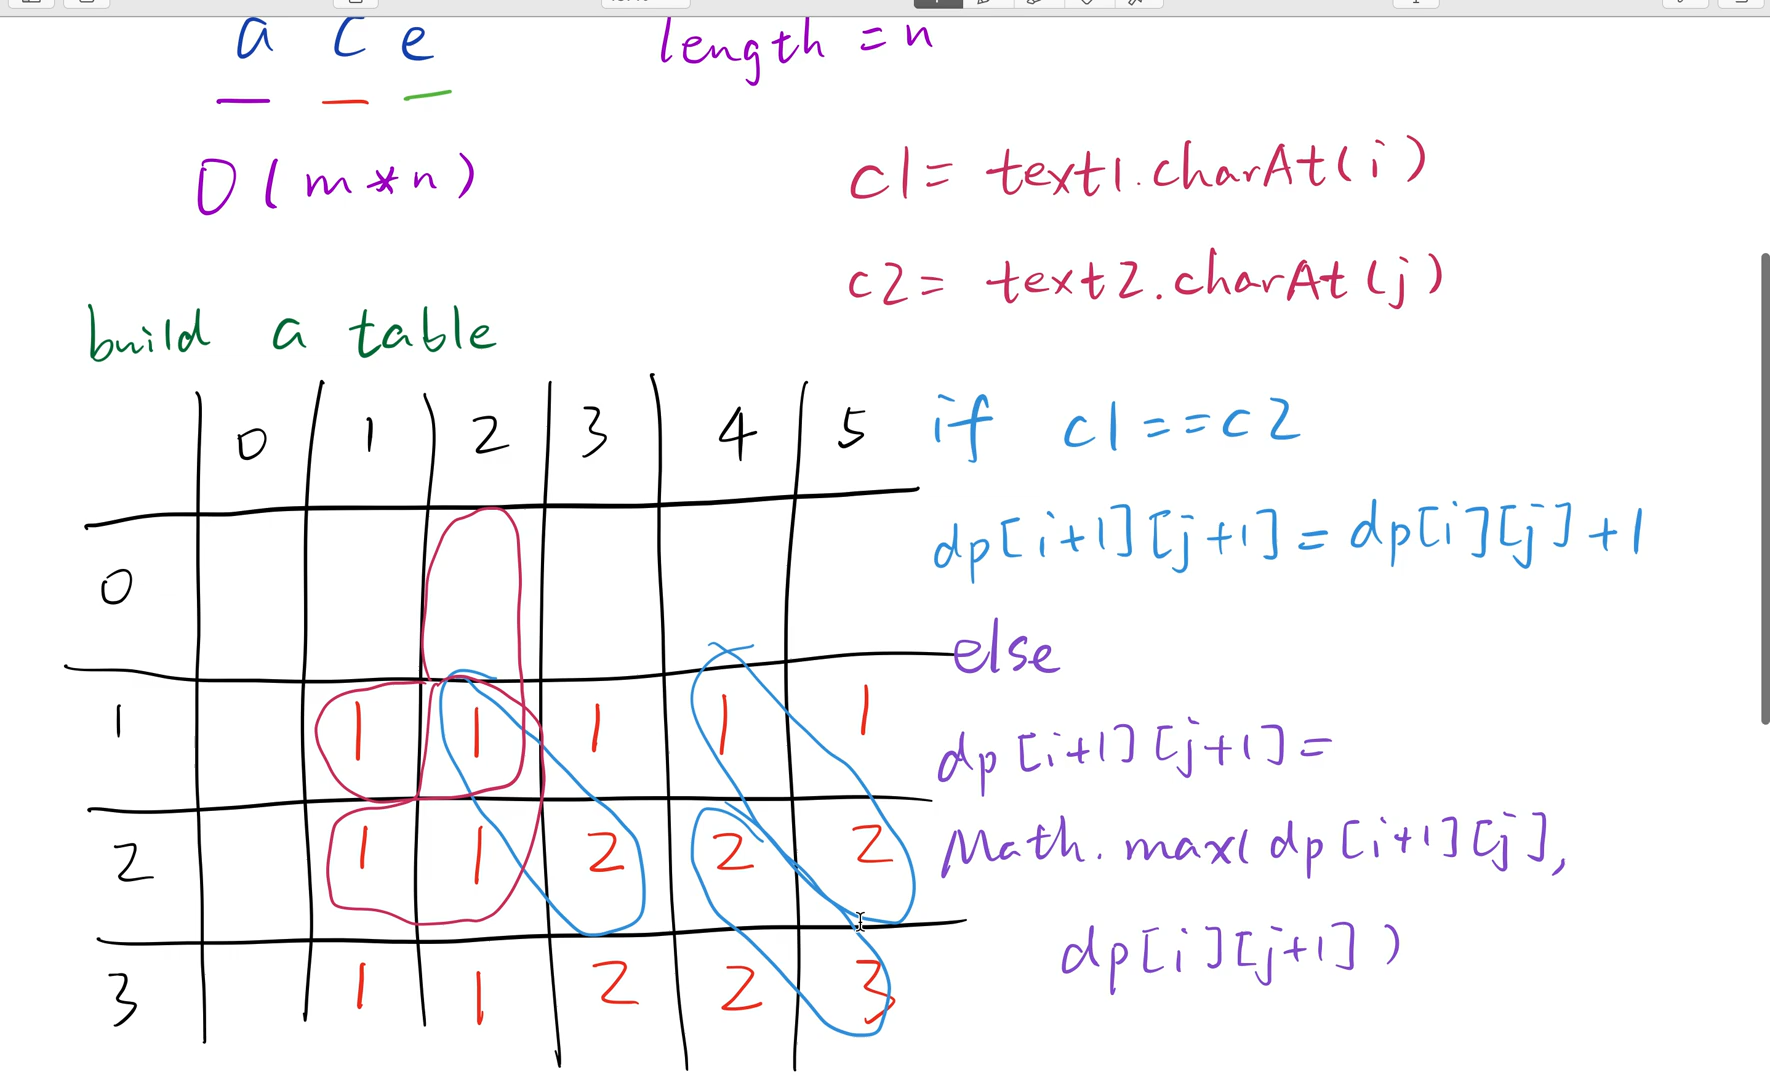 a c e length = n
O(m*n)
c1 = text1.charAt(i)
c2 = text2.charAt(j)
build a table
0 1 2 3 4 5
if c1==c2
dp[i+1][j+1] = dp[i][j]+1
0
else
1 1 1 1 1 1
dp[i+1][j+1] =
2 1 1 2 2 2
Math.max(dp[i+1][j],
dp[i][j+1])
3 1 1 2 2 3